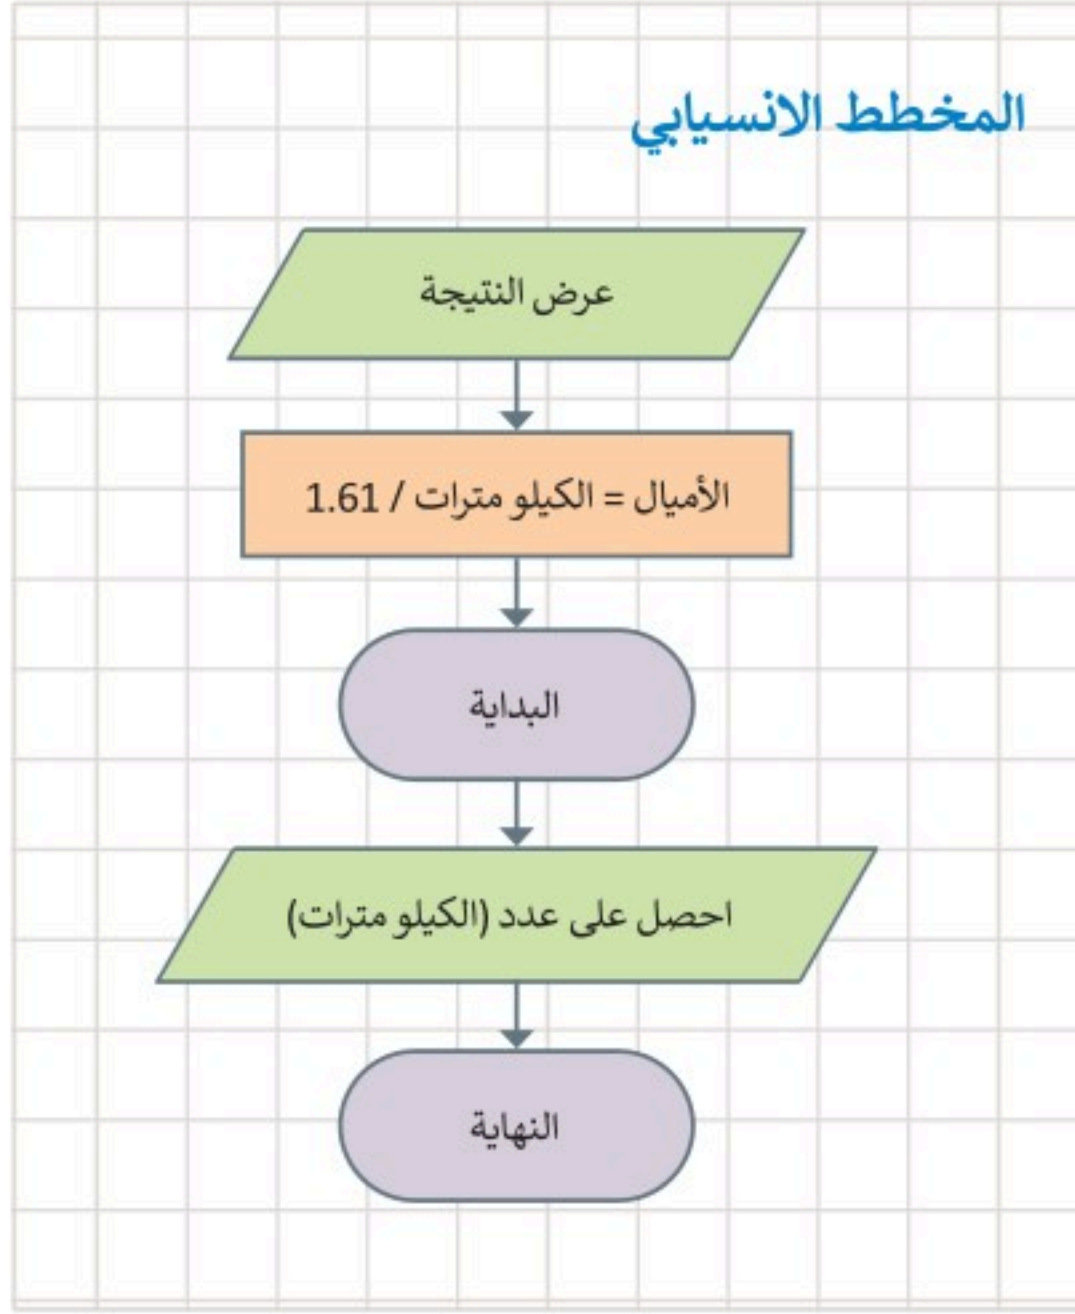 المخطط الانسيابي
عرض النتيجة
الأميال = الكيلو مترات / 1.61
البداية
احصل على عدد (الكيلو مترات)
النهاية